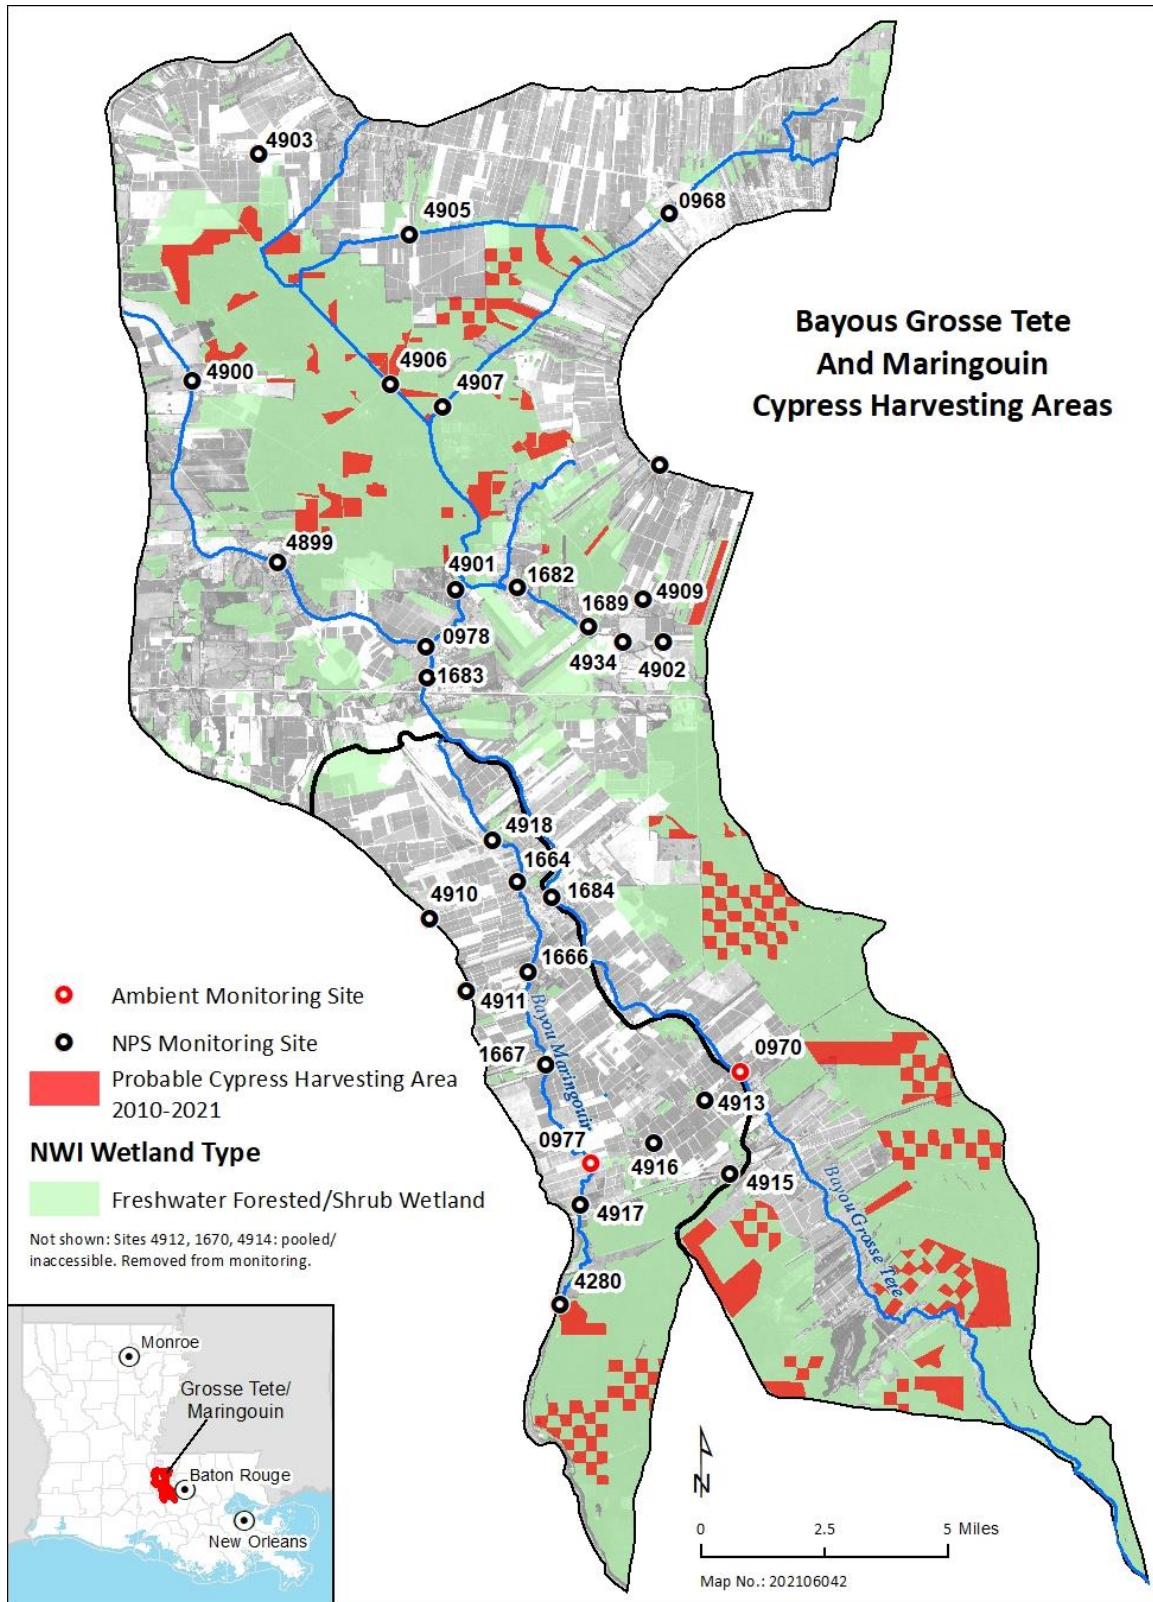 4903
4905
0968
Bayous Grosse Tete
And Maringouin
Cypress Harvesting Areas
4906
4907
4900
4899
4901
1682
1689
4909
0978
4934
4902
1683
4918
1664
4910
1684
1666
4911
Bayou Maringouin
1667
0970
4913
0977
4916
4915
4917
Bayou Grosse Tete
4280
Ambient Monitoring Site
NPS Monitoring Site
Probable Cypress Harvesting Area
2010-2021
NWI Wetland Type
Freshwater Forested/Shrub Wetland
Not shown: Sites 4912, 1670, 4914: pooled/
inaccessible. Removed from monitoring.
Monroe
Grosse Tete/
Maringouin
Baton Rouge
New Orleans
N
0 2.5 5 Miles
Map No.: 202106042